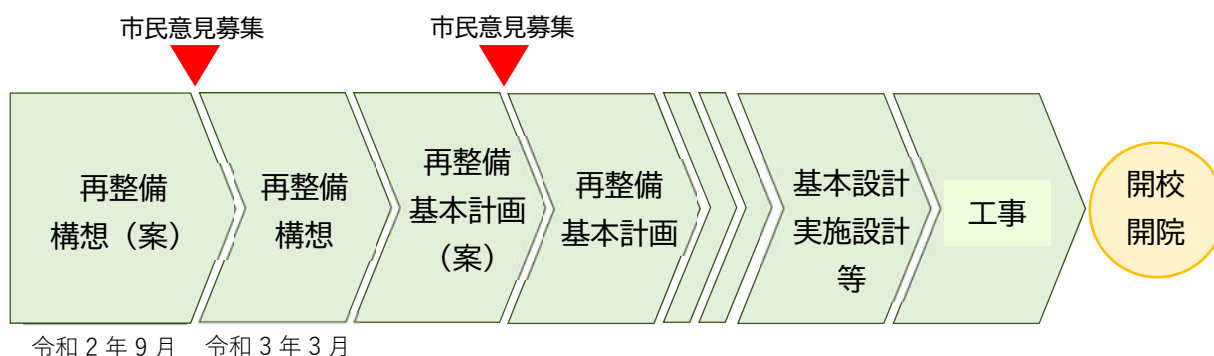 市民意見募集
市民意見募集
再整備
構想（案）
再整備
構想
再整備
基本計画
（案）
再整備
基本計画
基本設計
実施設計
等
工事
開校
開院
令和２年９月
令和３年３月